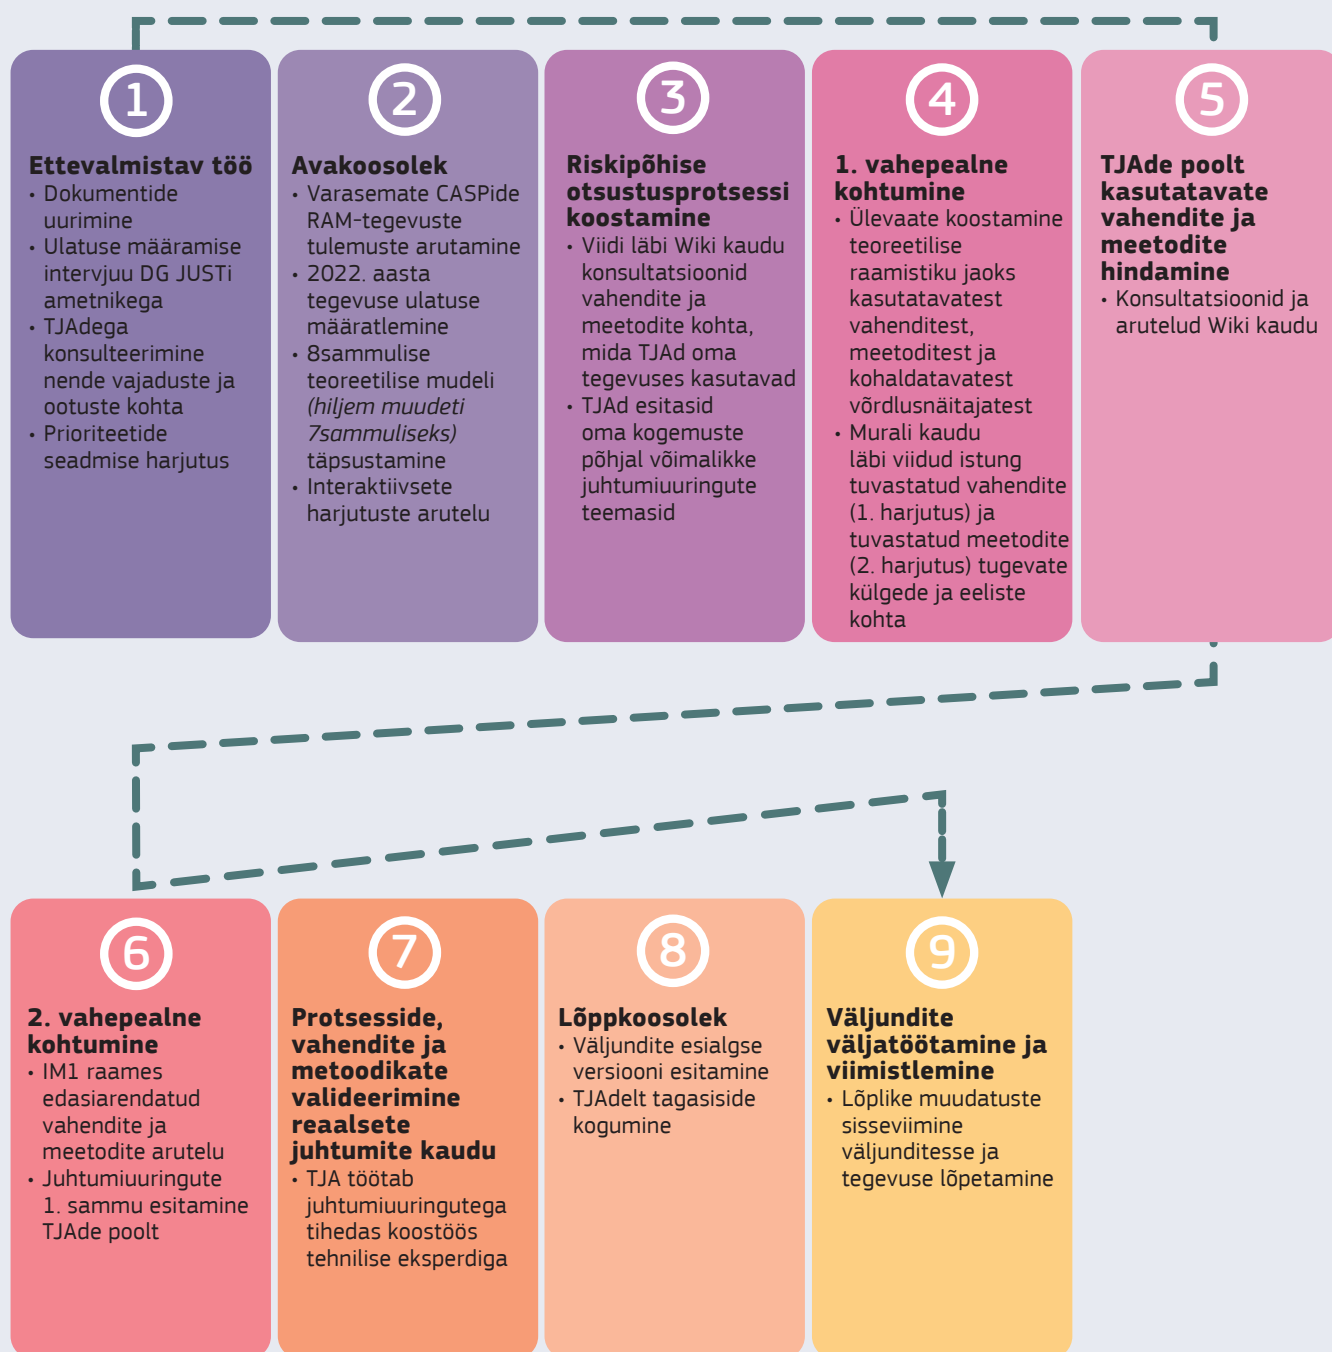 1
Ettevalmistav töö
• Dokumentide
uurimine
• Ulatuse määramise
intervjuu DG JUSTi
ametnikega
• TJAdega
konsulteerimine
nende vajaduste ja
ootuste kohta
• Prioriteetide
seadmise harjutus
2
Avakoosolek
• Varasemate CASPide
RAM-tegevuste
tulemuste arutamine
• 2022. aasta
tegevuse ulatuse
määratlemine
• 8sammulise
teoreetilise mudeli
(hiljem muudeti
7sammuliseks)
täpsustamine
• Interaktiivsete
harjutuste arutelu
3
Riskipõhise
otsustusprotsessi
koostamine
• Viidi läbi Wiki kaudu
konsultatsioonid
vahendite ja
meetodite kohta,
mida TJAd oma
tegevuses kasutavad
• TJAd esitasid
oma kogemuste
põhjal võimalikke
juhtumiuuringute
teemasid
4
1. vahepealne
kohtumine
• Ülevaate koostamine
teoreetilise
raamistiku jaoks
kasutatavatest
vahenditest,
meetoditest ja
kohaldatavatest
võrdlusnäitajatest
• Murali kaudu
läbi viidud istung
tuvastatud vahendite
(1. harjutus) ja
tuvastatud meetodite
(2. harjutus) tugevate
külgede ja eeliste
kohta
5
TJAde poolt
kasutatavate
vahendite ja
meetodite
hindamine
• Konsultatsioonid ja
arutelud Wiki kaudu
6
2. vahepealne
kohtumine
• IM1 raames
edasiarendatud
vahendite ja
meetodite arutelu
• Juhtumiuuringute
1. sammu esitamine
TJAde poolt
7
Protsesside,
vahendite ja
metoodikate
valideerimine
reaalsete
juhtumite kaudu
• TJA töötab
juhtumiuuringutega
tihedas koostöös
tehnilise eksperdiga
8
Lõppkoosolek
• Väljundite esialgse
versiooni esitamine
• TJAdelt tagasiside
kogumine
9
Väljundite
väljatöötamine ja
viimistlemine
• Lõplike muudatuste
sisseviimine
väljunditesse ja
tegevuse lõpetamine